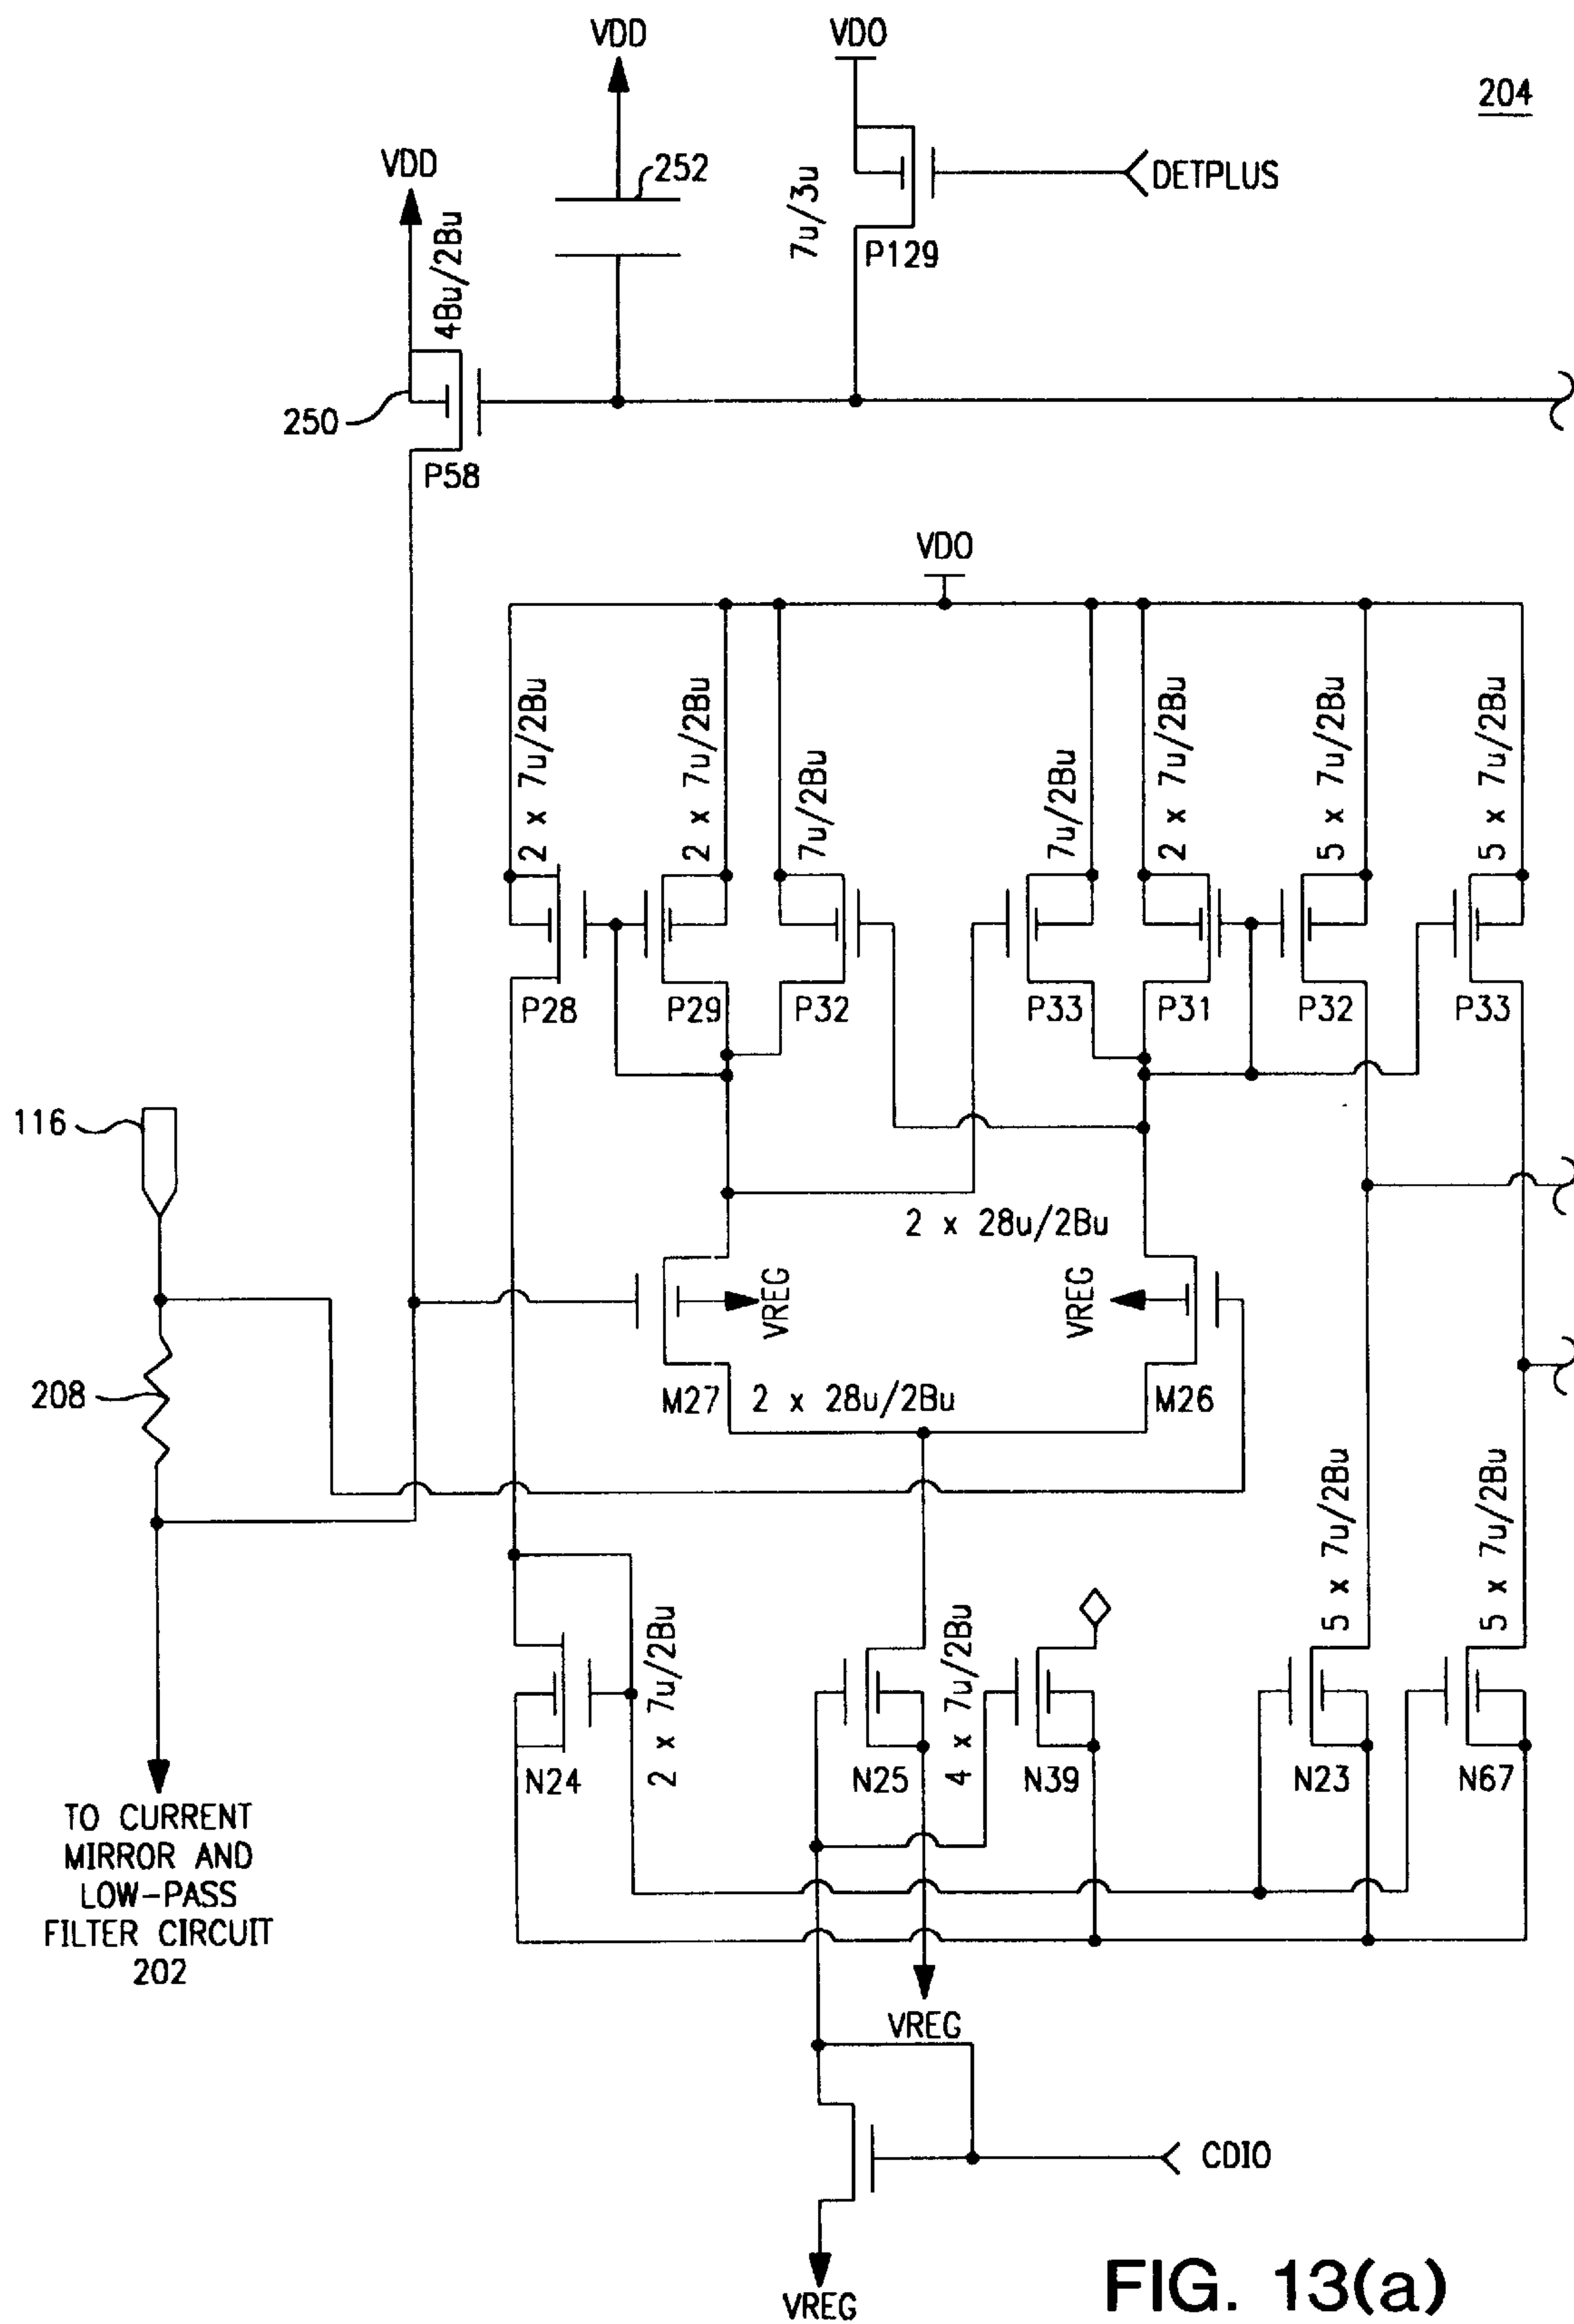 VDD
VDO
204
VDD
252
DETPLUS
4Bu/2Bu
7u/3u
P129
250
P58
VDO
2 x 7u/2Bu
2 x 7u/2Bu
7u/2Bu
7u/2Bu
2 x 7u/2Bu
5 x 7u/2Bu
5 x 7u/2Bu
P28
P29
P32
P33
P31
P32
P33
116
2 x 28u/2Bu
VREG
VREG
208
M27
2 x 28u/2Bu
M26
5 x 7u/2Bu
5 x 7u/2Bu
2 x 7u/2Bu
4 x 7u/2Bu
N24
N25
N39
N23
N67
TO CURRENT
MIRROR AND
LOW-PASS
FILTER CIRCUIT
202
VREG
CDIO
VREG
FIG. 13(a)